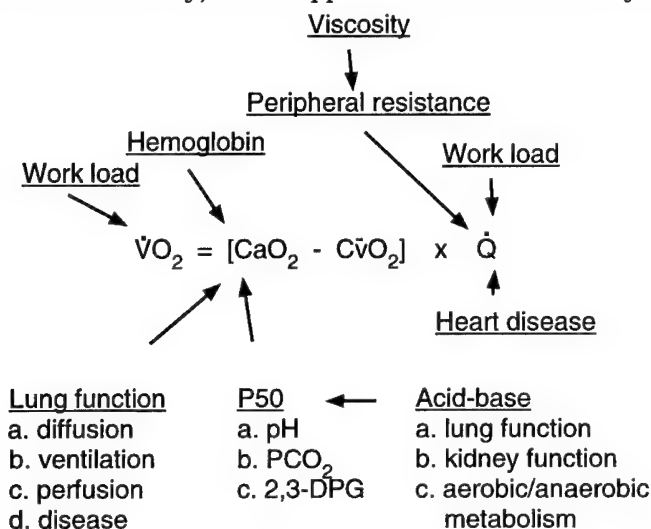 Viscosity
Peripheral resistance
Hemoglobin
Work load
Work load
V̇O₂ = [CaO₂ - Cv̄O₂] x Q̇
Heart disease
Lung function
a. diffusion
b. ventilation
c. perfusion
d. disease
P50
a. pH
b. PCO₂
c. 2,3-DPG
Acid-base
a. lung function
b. kidney function
c. aerobic/anaerobic
metabolism